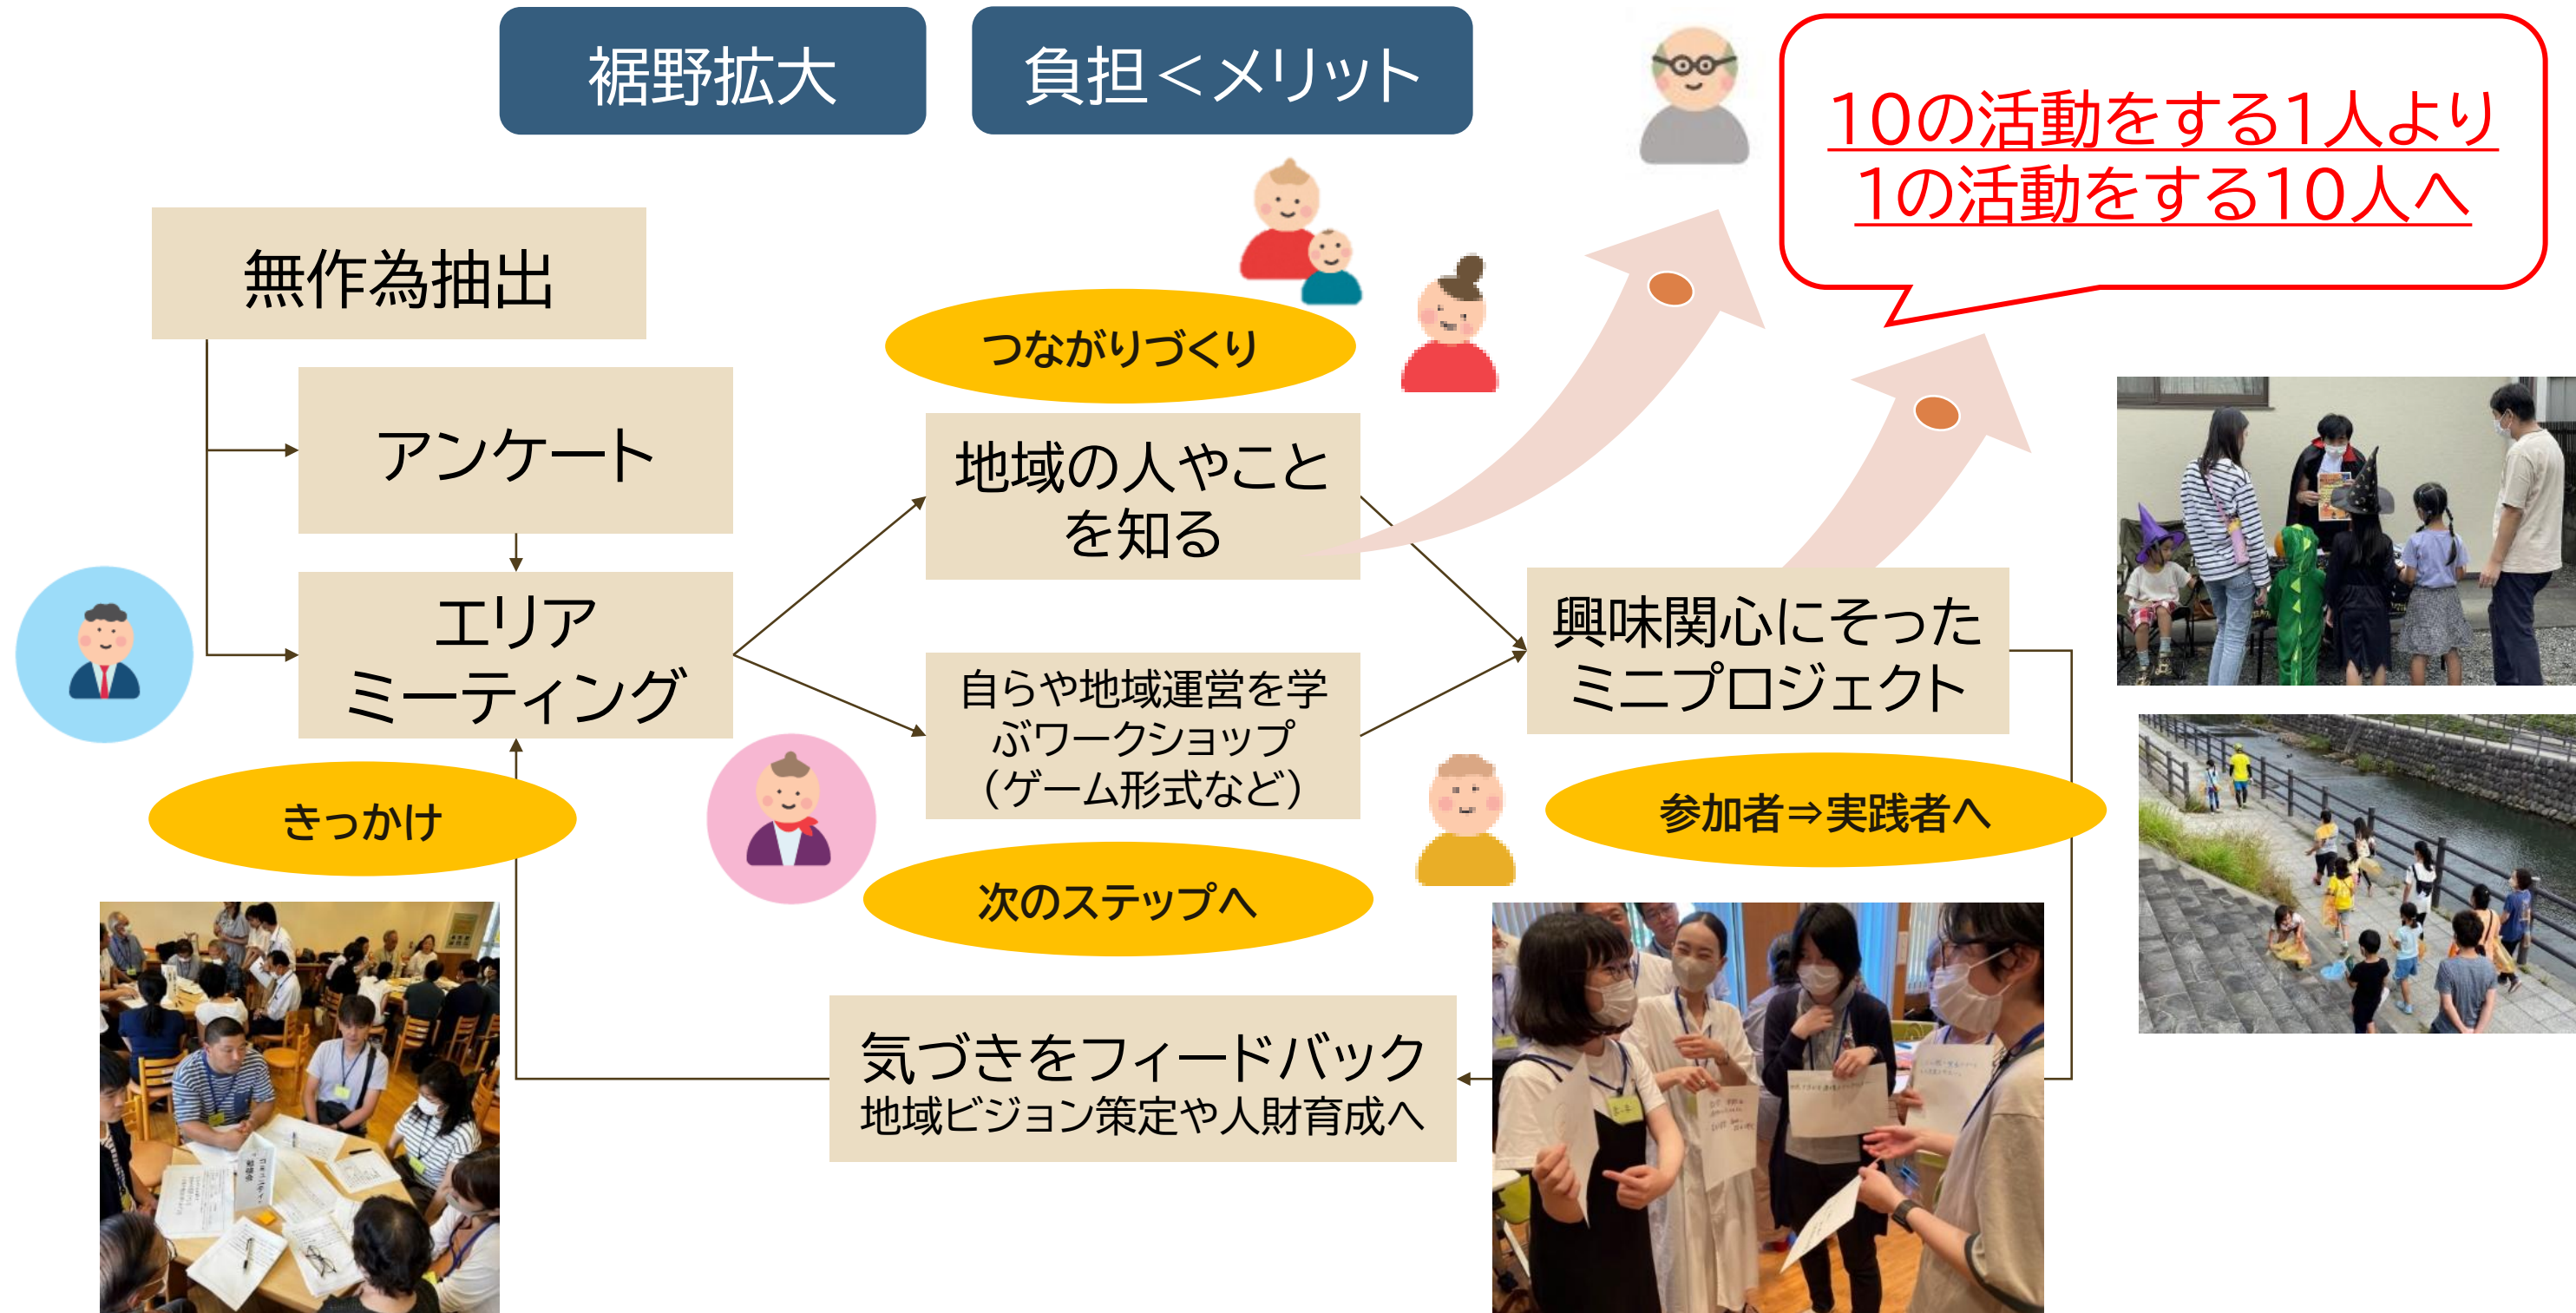 裾野拡大
負担＜メリット
10の活動をする1人より
1の活動をする10人へ
無作為抽出
アンケート
エリア
ミーティング
きっかけ
つながりづくり
地域の人やこと
を知る
自らや地域運営を学
ぶワークショップ
（ゲーム形式など）
次のステップへ
興味関心にそった
ミニプロジェクト
参加者⇒実践者へ
気づきをフィードバック
地域ビジョン策定や人財育成へ